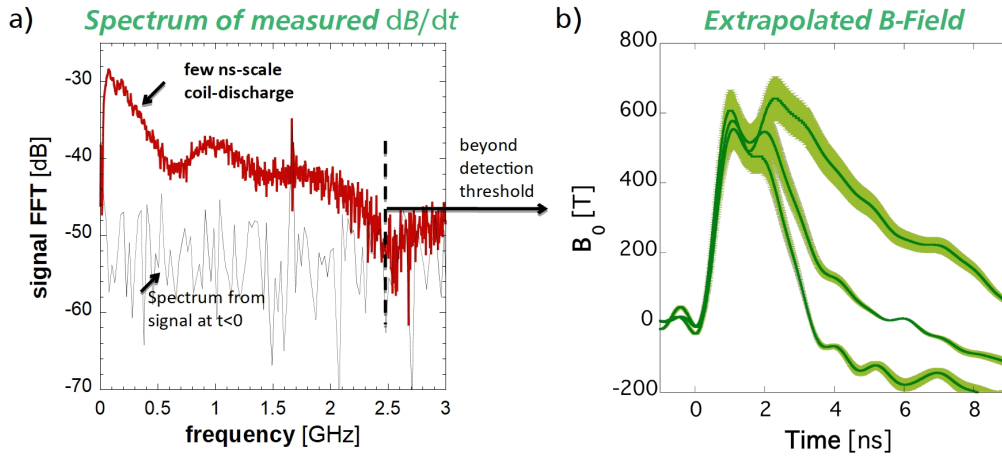 a) Spectrum of measured dB/dt
few ns-scale
coil-discharge
beyond
detection
threshold
Spectrum from
signal at t<0
signal FFT [dB]
-30
-40
-50
-60
-70
0 0.5 1 1.5 2 2.5 3
frequency [GHz]
b) Extrapolated B-Field
B0 [T]
800
600
400
200
0
-200
0 2 4 6 8
Time [ns]